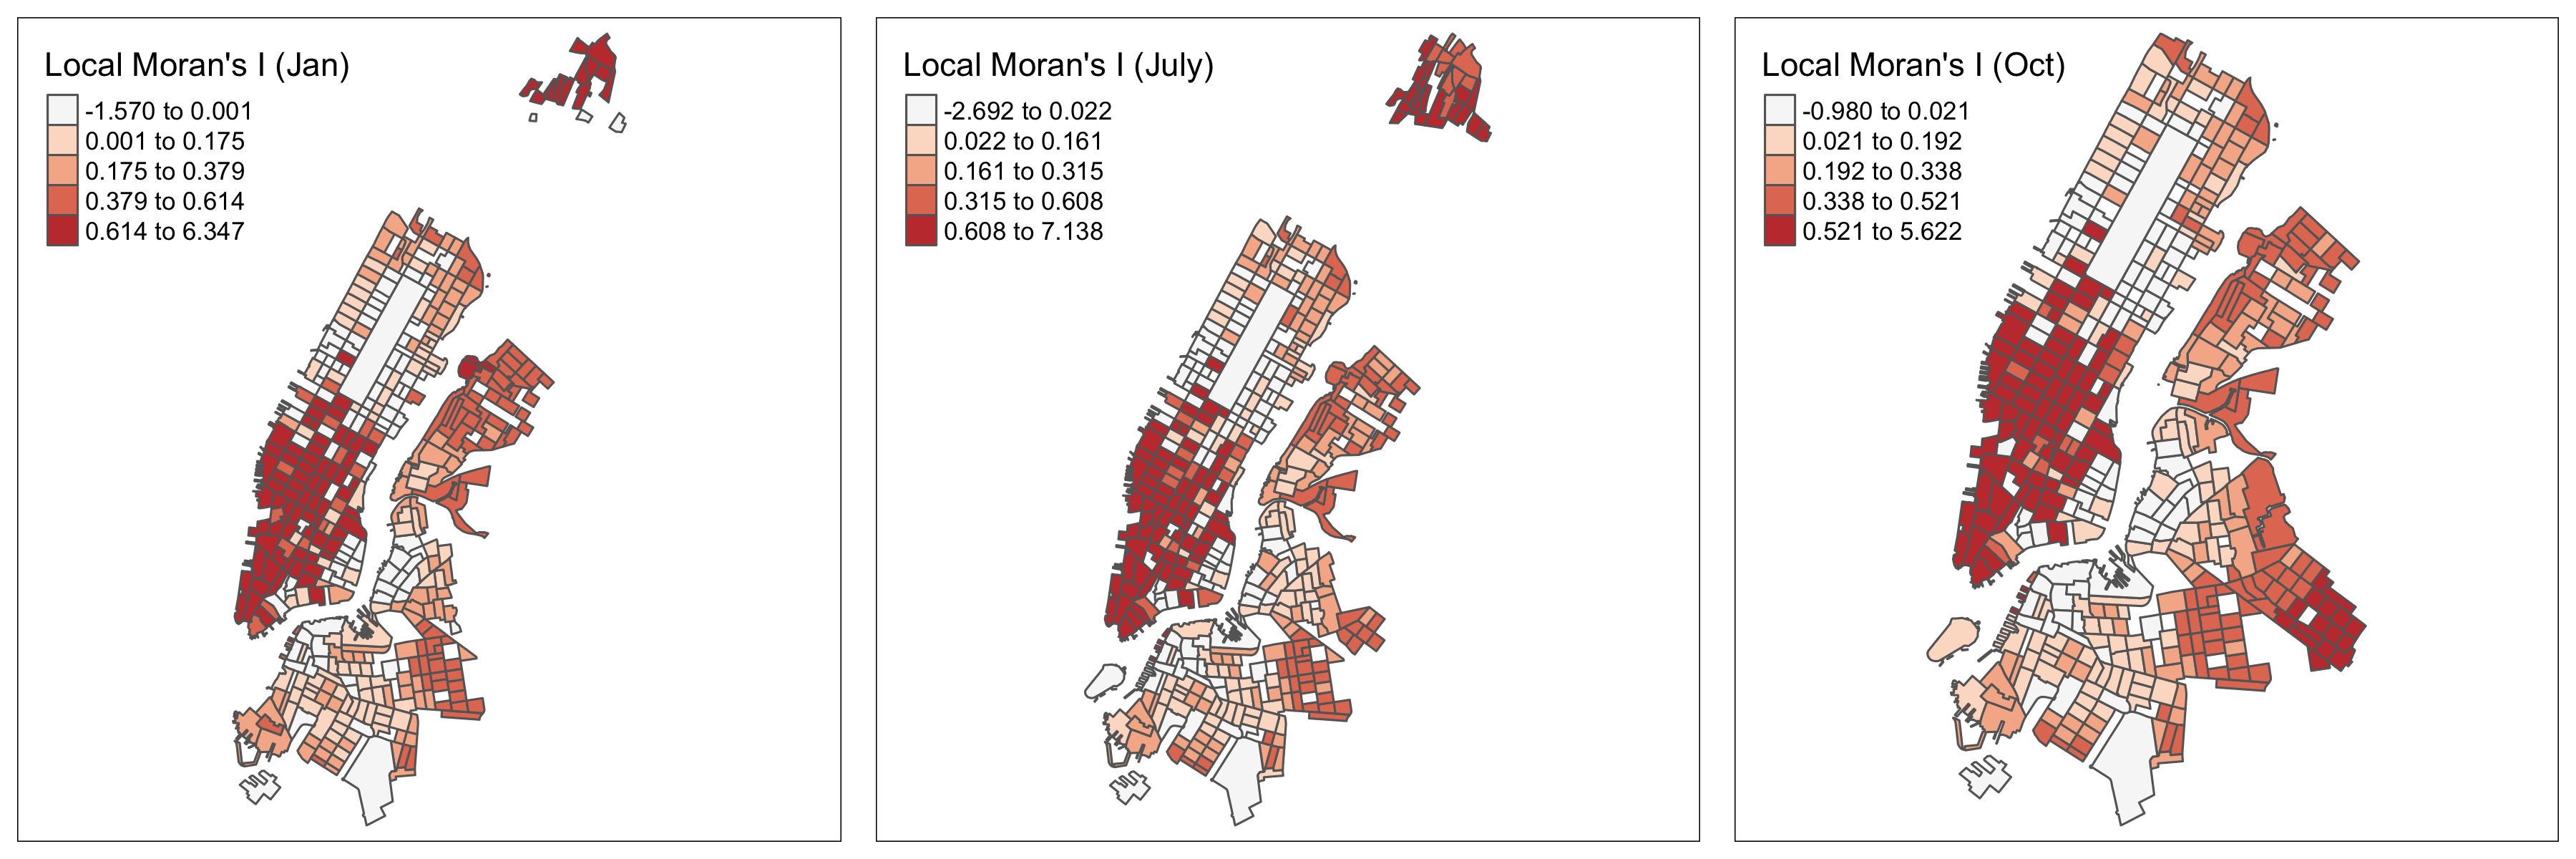 Local Moran's I (Jan)
-1.570 to 0.001
0.001 to 0.175
0.175 to 0.379
0.379 to 0.614
0.614 to 6.347
Local Moran's I (July)
-2.692 to 0.022
0.022 to 0.161
0.161 to 0.315
0.315 to 0.608
0.608 to 7.138
Local Moran's I (Oct)
-0.980 to 0.021
0.021 to 0.192
0.192 to 0.338
0.338 to 0.521
0.521 to 5.622